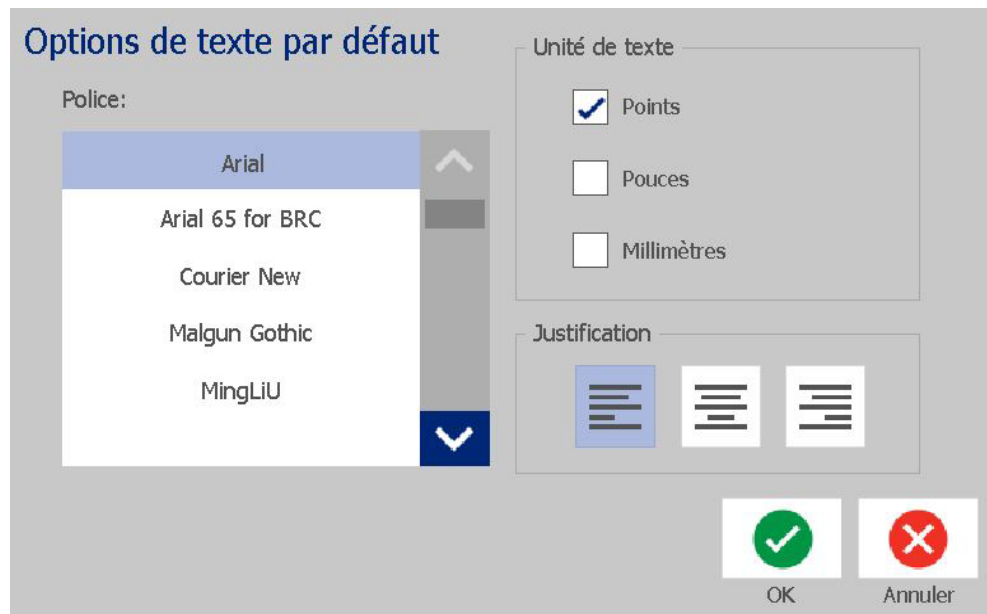 Options de texte par défaut
Police:
Arial
Arial 65 for BRC
Courier New
Malgun Gothic
MingLiU
Unité de texte
Points
Pouces
Millimètres
Justification
OK
Annuler